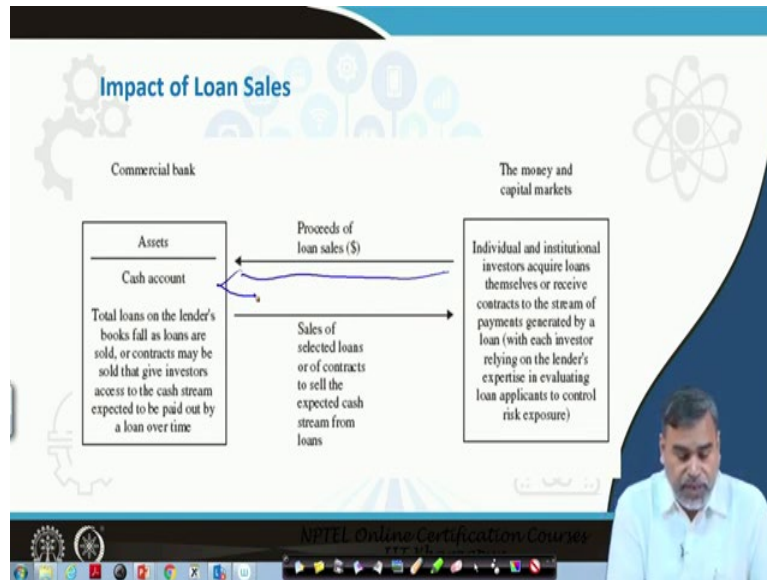 Impact of Loan Sales
Commercial bank
Assets
Cash account
Total loans on the lender's
books fall as loans are
sold, or contracts may be
sold that give investors
access to the cash stream
expected to be paid out by
a loan over time
Proceeds of
loan sales ($)
Sales of
selected loans
or of contracts
to sell the
expected cash
stream from
loans
The money and
capital markets
Individual and institutional
investors acquire loans
themselves or receive
contracts to the stream of
payments generated by a
loan (with each investor
relying on the lender's
expertise in evaluating
loan applicants to control
risk exposure)
NPTEL Online Certification Courses